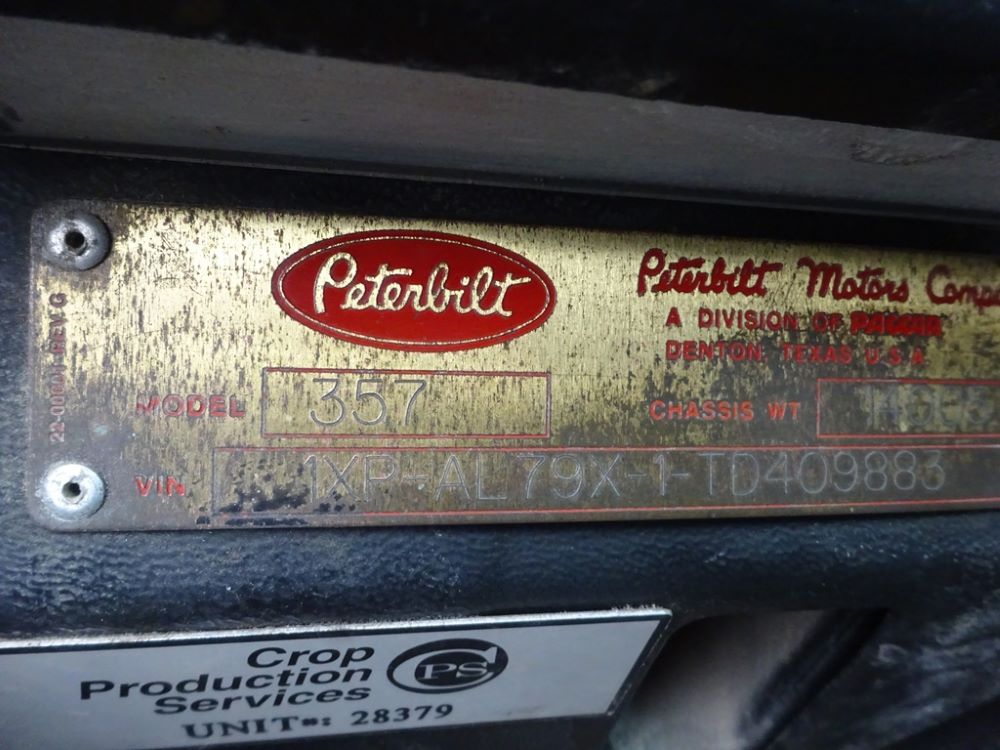 Peterbilt
Peterbilt Motors Comp
A DIVISION OF PACCAR
DENTON, TEXAS U.S.A.
MODEL 357
CHASSIS WT
VIN 1XP-AL79X-1-TD409883
Crop
Production
Services
CPS
UNIT#: 28379